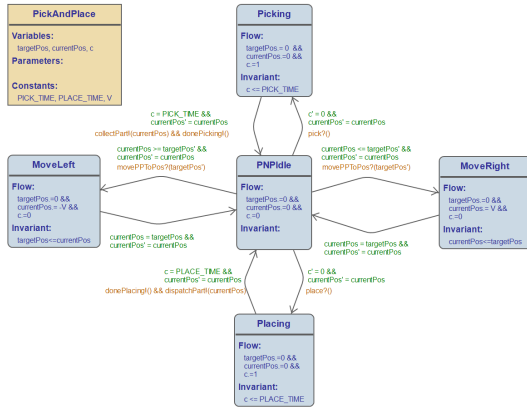 PickAndPlace
Variables:
targetPos, currentPos, c
Parameters:
Constants:
PICK_TIME, PLACE_TIME, V
Picking
Flow:
targetPos.= 0 &&
currentPos.=0 &&
c.=1
Invariant:
c <= PICK_TIME
c = PICK_TIME &&
currentPos' = currentPos
collectPart!(currentPos) && donePicking!()
c' = 0 &&
currentPos' = currentPos
pick?()
currentPos >= targetPos' &&
currentPos' = currentPos
movePPToPos?(targetPos')
currentPos <= targetPos' &&
currentPos' = currentPos
movePPToPos?(targetPos')
MoveLeft
Flow:
targetPos.=0 &&
currentPos.= -V &&
c.=0
Invariant:
targetPos<=currentPos
PNPIdle
Flow:
targetPos.=0 &&
currentPos.=0 &&
c.=0
Invariant:
MoveRight
Flow:
targetPos.=0 &&
currentPos.= V &&
c.=0
Invariant:
currentPos<=targetPos
currentPos = targetPos &&
currentPos' = currentPos
currentPos = targetPos &&
currentPos' = currentPos
c = PLACE_TIME &&
currentPos' = currentPos
donePlacing!() && dispatchPart!(currentPos)
c' = 0 &&
currentPos' = currentPos
place?()
Placing
Flow:
targetPos.=0 &&
currentPos.=0 &&
c.=1
Invariant:
c <= PLACE_TIME